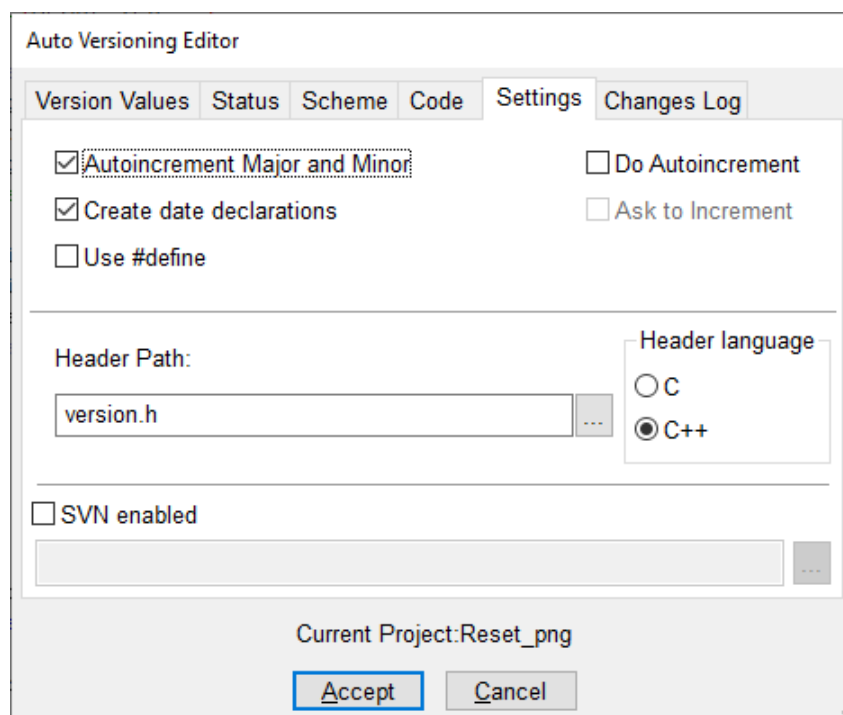 Auto Versioning Editor
Version Values Status Scheme Code Settings Changes Log
Autoincrement Major and Minor Do Autoincrement
Create date declarations Ask to Increment
Use #define
Header language
Header Path:
C
version.h ...
C++
SVN enabled
...
Current Project:Reset_png
Accept Cancel